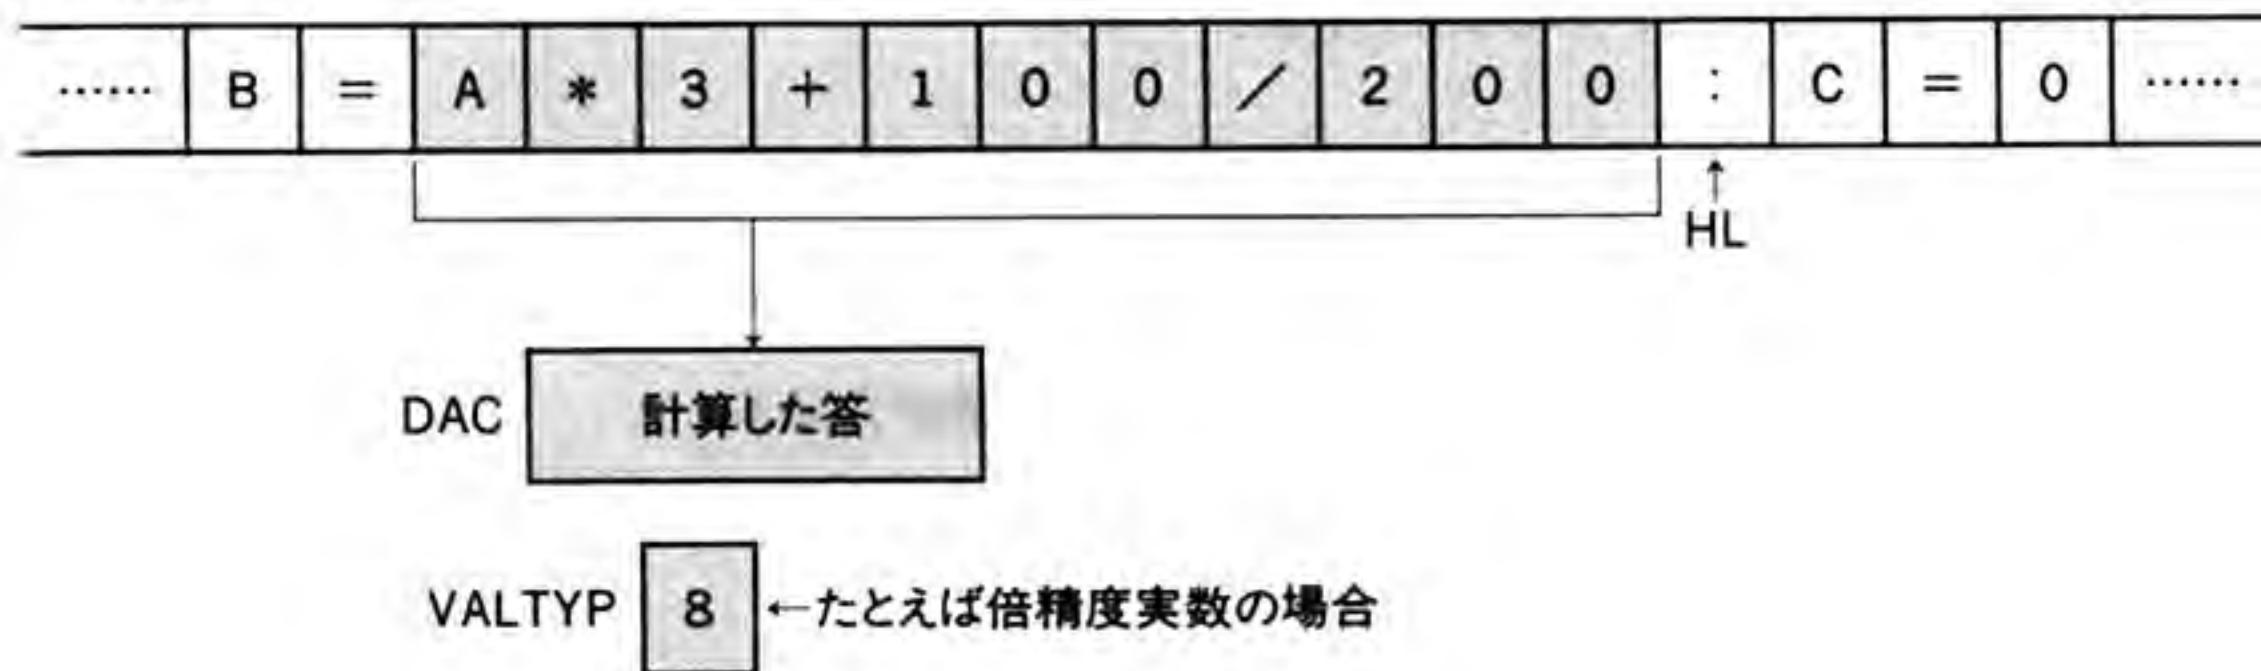 …… B = A * 3 + 1 0 0 / 2 0 0 : C = 0 ……
↑
HL
DAC 計算した答
VALTYP 8 ←たとえば倍精度実数の場合